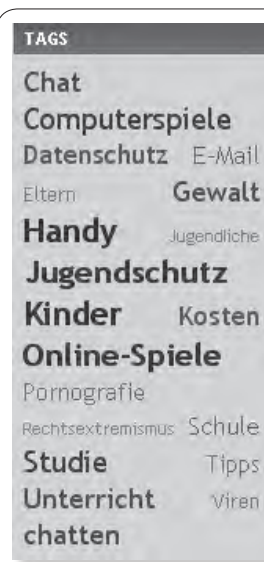 TAGS
Chat
Computerspiele
Datenschutz E-Mail
Eltern Gewalt
Handy Jugendliche
Jugendschutz
Kinder Kosten
Online-Spiele
Pornografie
Rechtsextremismus Schule
Studie Tipps
Unterricht Viren
chatten